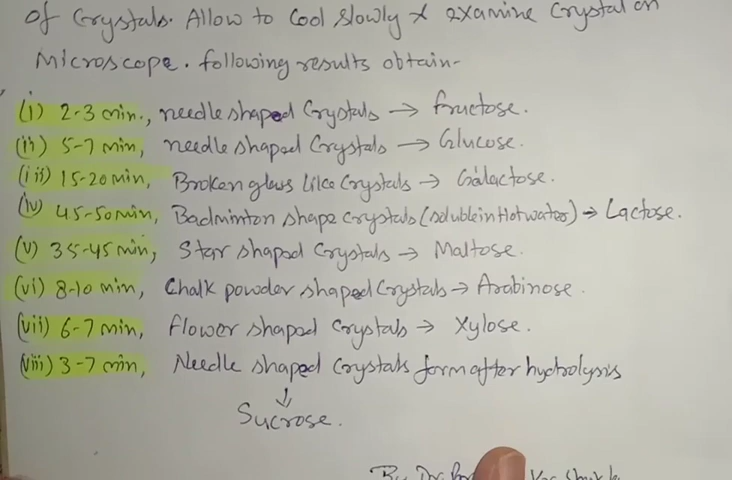 of Crystals. Allow to Cool slowly & examine Crystal on
Microscope. following results obtain-
(i) 2-3 min., needle shaped Crystals → fructose.
(ii) 5-7 min, needle shaped Crystals → Glucose.
(iii) 15-20 min, Broken glass like Crystals → Galactose.
(iv) 45-50 min, Badminton shape crystals (soluble in Hot water) → Lactose.
(v) 35-45 min, Star shaped Crystals → Maltose.
(vi) 8-10 min, Chalk powder shaped Crystals → Arabinose.
(vii) 6-7 min, flower shaped Crystals → Xylose.
(viii) 3-7 min, Needle shaped Crystals form after hydrolysis
↓
Sucrose.
By Dr.